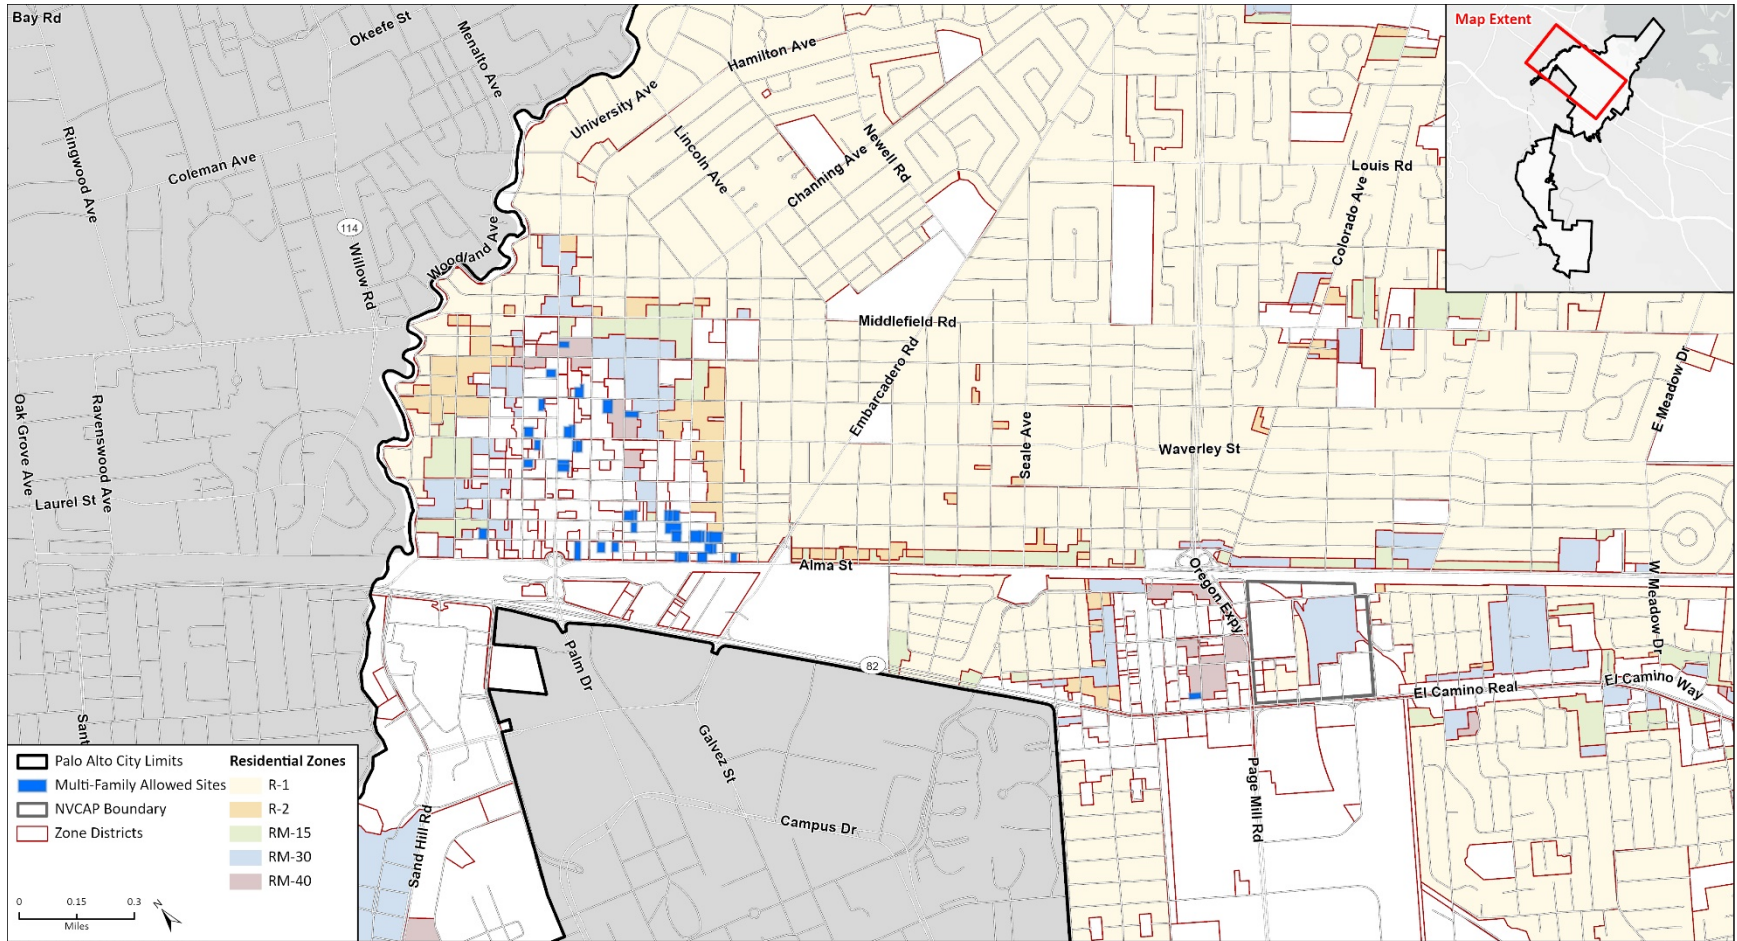 Bay Rd
Okeefe St
Menalto Ave
Hamilton Ave
Map Extent
University Ave
Ringwood Ave
Coleman Ave
Lincoln Ave
Newell Rd
Channing Ave
Louis Rd
Colorado Ave
114
Willow Rd
Woodland Ave
Middlefield Rd
Embarcadero Rd
E Meadow Dr
Oak Grove Ave
Ravenswood Ave
Seale Ave
Waverley St
Laurel St
Alma St
Oregon Expy
W Meadow Dr
Palm Dr
82
El Camino Real
El Camino Way
Sant
Galvez St
Page Mill Rd
Campus Dr
Sand Hill Rd
Palo Alto City Limits
Multi-Family Allowed Sites
NVCAP Boundary
Zone Districts
Residential Zones
R-1
R-2
RM-15
RM-30
RM-40
0 0.15 0.3
Miles
N